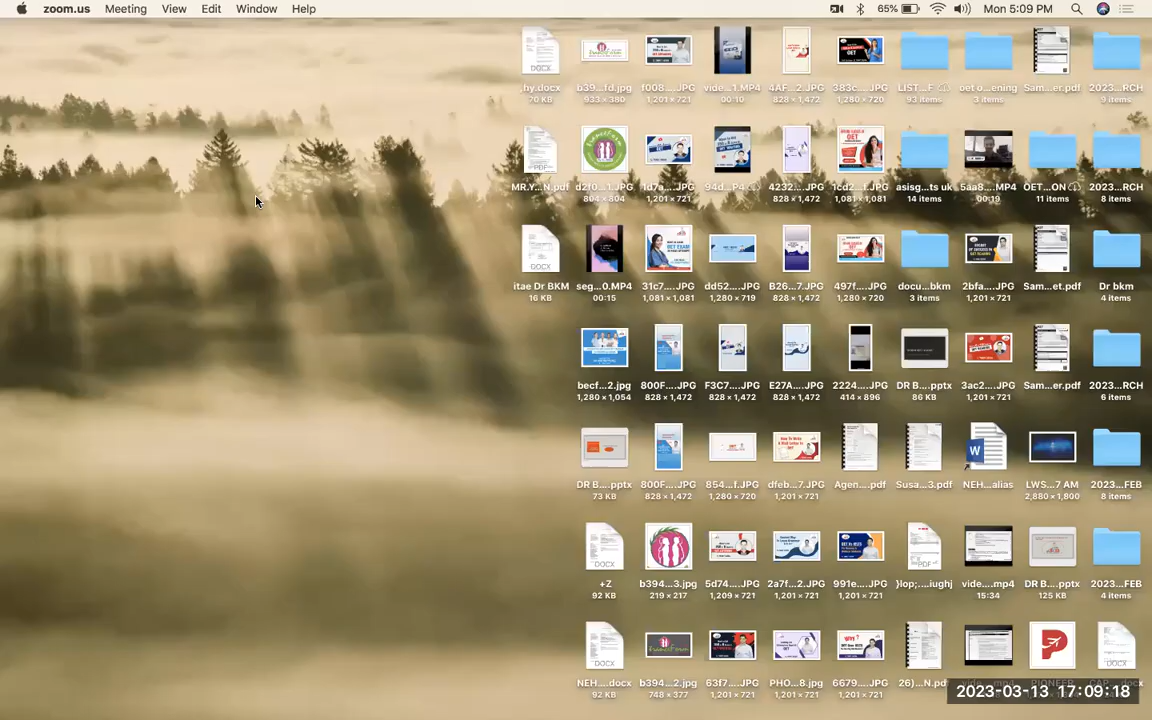 zoom.us Meeting View Edit Window Help 65% Mon 5:09 PM
.hy.docx b39...fd.jpg f008....JPG vide...1.MP4 4AF...2.JPG 383c....JPG LIST...F oet o...ening Sam...er.pdf 2023...RCH
70 KB 933 × 380 1,201 × 721 00:10 828 × 1,472 1,280 × 720 93 items 3 items 9 items
MR.Y...N.pdf d2f0...1.JPG 1d7a....JPG 94d...P4 4232....JPG 1cd2...f.JPG asisg...ts uk 5aa8....MP4 OET...ON 2023...RCH
804 × 804 1,201 × 721 828 × 1,472 1,081 × 1,081 14 items 00:19 11 items 8 items
itae Dr BKM seg...0.MP4 31c7....JPG dd52....JPG B26...7.JPG 497f....JPG docu...bkm 2bfa....JPG Sam...et.pdf Dr bkm
16 KB 00:15 1,081 × 1,081 1,280 × 719 828 × 1,472 1,280 × 720 3 items 1,201 × 721 4 items
becf...2.jpg 800F....JPG F3C7....JPG E27A....JPG 2224....JPG DR B....pptx 3ac2....JPG Sam...er.pdf 2023...RCH
1,280 × 1,054 828 × 1,472 828 × 1,472 828 × 1,472 414 × 896 86 KB 1,201 × 721 6 items
DR B....pptx 800F....JPG 854...f.JPG dfeb...7.JPG Agen....pdf Susa...3.pdf NEH...alias LWS...7 AM 2023...FEB
73 KB 828 × 1,472 1,280 × 720 1,201 × 721 2,880 × 1,800 8 items
+Z b394...3.jpg 5d74....JPG 2a7f...2.JPG 991e....JPG }lop;...iughj vide....mp4 DR B....pptx 2023...FEB
92 KB 219 × 217 1,209 × 721 1,201 × 721 1,201 × 721 15:34 125 KB 4 items
NEH....docx b394...2.jpg 63f7....JPG PHO...8.jpg 6679....JPG 26)...N.pdf
92 KB 748 × 377 1,201 × 721 1,201 × 721 1,201 × 721
2023-03-13 17:09:18